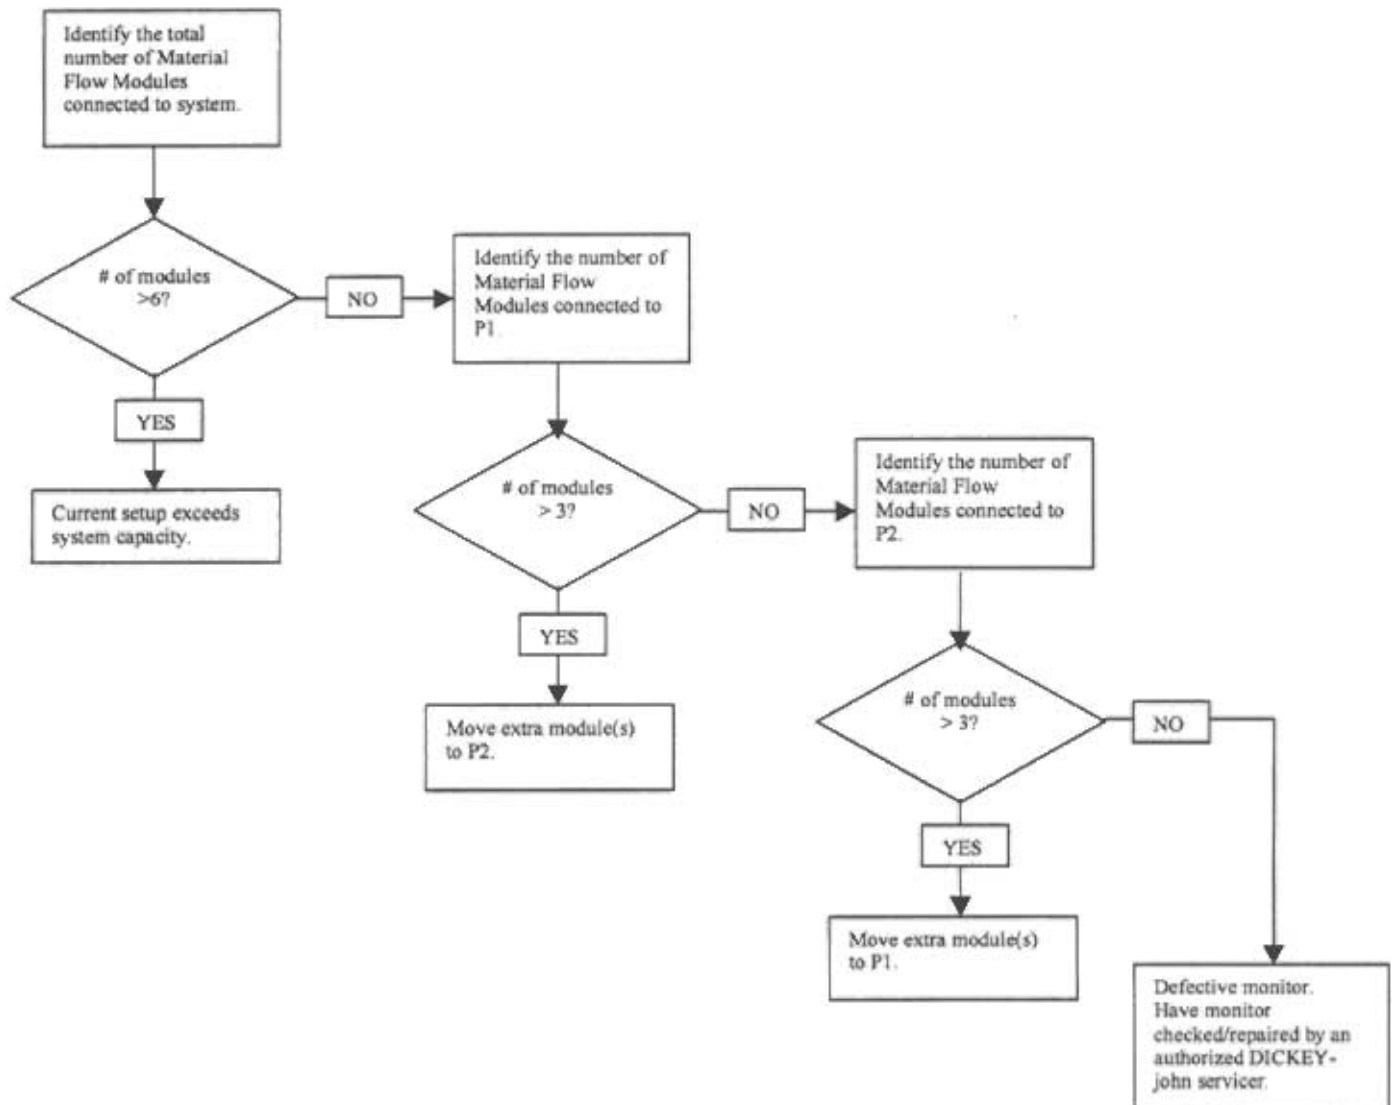 Identify the total
number of Material
Flow Modules
connected to system.
# of modules
>6?
NO
YES
Current setup exceeds
system capacity.
Identify the number of
Material Flow
Modules connected to
P1.
# of modules
> 3?
NO
YES
Move extra module(s)
to P2.
Identify the number of
Material Flow
Modules connected to
P2.
# of modules
> 3?
NO
YES
Move extra module(s)
to P1.
Defective monitor.
Have monitor
checked/repaired by an
authorized DICKEY-
john servicer.